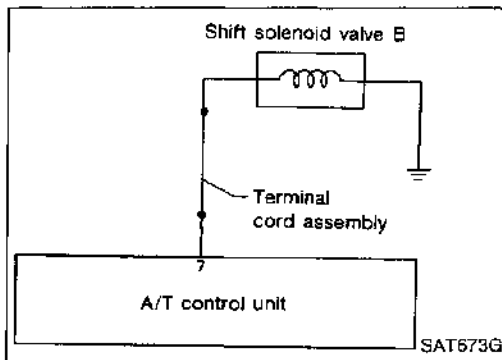 Shift solenoid valve B
Terminal
cord assembly
7
A/T control unit
SAT673G